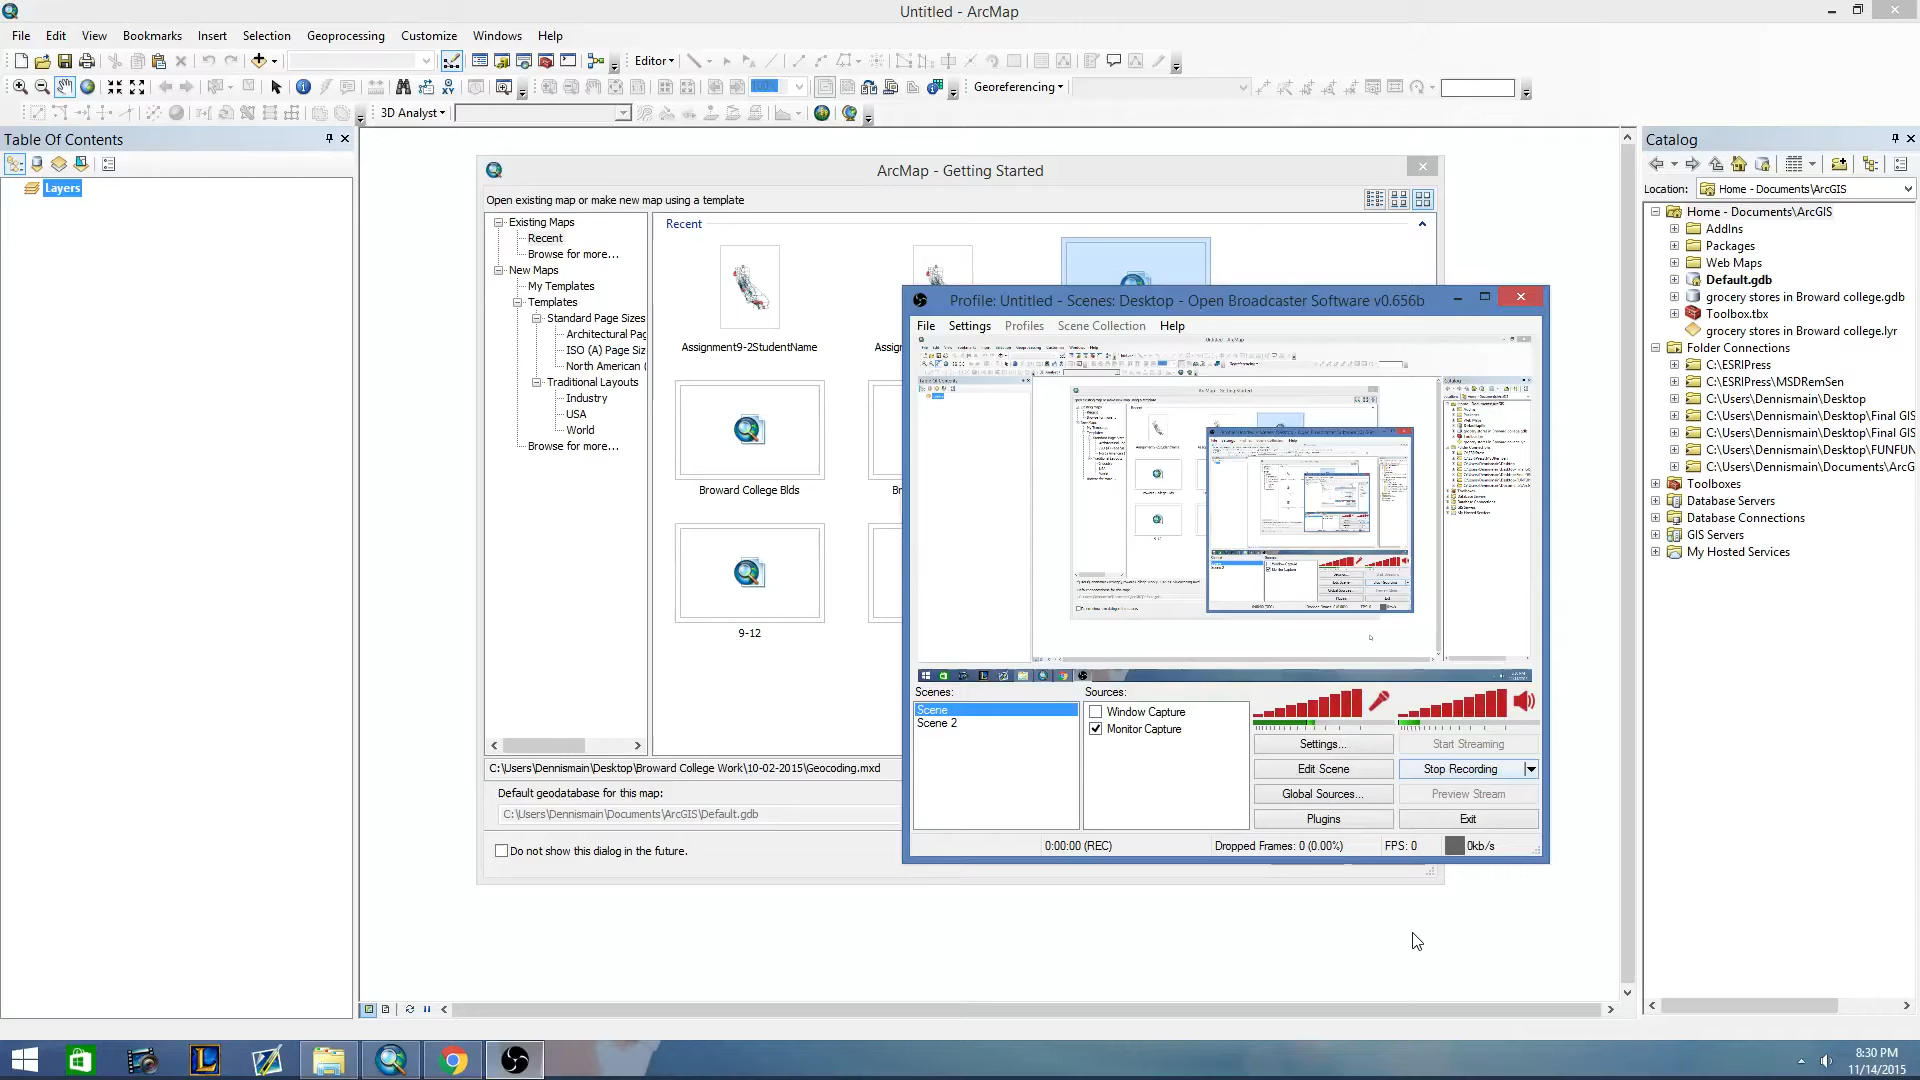 Untitled - ArcMap
File Edit View Bookmarks Insert Selection Geoprocessing Customize Windows Help
Editor
100%
Georeferencing
3D Analyst
Table Of Contents
Layers
ArcMap - Getting Started
Open existing map or make new map using a template
Existing Maps
Recent
Browse for more...
New Maps
My Templates
Templates
Standard Page Sizes
Architectural Pag
ISO (A) Page Siz
North American (
Traditional Layouts
Industry
USA
World
Browse for more...
Recent
Assignment9-2StudentName
Assig
Broward College Blds
Br
9-12
C:\Users\Dennismain\Desktop\Broward College Work\10-02-2015\Geocoding.mxd
Default geodatabase for this map:
C:\Users\Dennismain\Documents\ArcGIS\Default.gdb
Do not show this dialog in the future.
Profile: Untitled - Scenes: Desktop - Open Broadcaster Software v0.656b
File Settings Profiles Scene Collection Help
Scenes:
Scene
Scene 2
Sources:
Window Capture
Monitor Capture
Settings...
Start Streaming
Edit Scene
Stop Recording
Global Sources...
Preview Stream
Plugins
Exit
0:00:00 (REC)
Dropped Frames: 0 (0.00%)
FPS: 0
0kb/s
Catalog
Location: Home - Documents\ArcGIS
Home - Documents\ArcGIS
AddIns
Packages
Web Maps
Default.gdb
grocery stores in Broward college.gdb
Toolbox.tbx
grocery stores in Broward college.lyr
Folder Connections
C:\ESRIPress
C:\ESRIPress\MSDRemSen
C:\Users\Dennismain\Desktop
C:\Users\Dennismain\Desktop\Final GIS
C:\Users\Dennismain\Desktop\Final GIS
C:\Users\Dennismain\Desktop\FUNFUN
C:\Users\Dennismain\Documents\ArcG
Toolboxes
Database Servers
Database Connections
GIS Servers
My Hosted Services
8:30 PM
11/14/2015